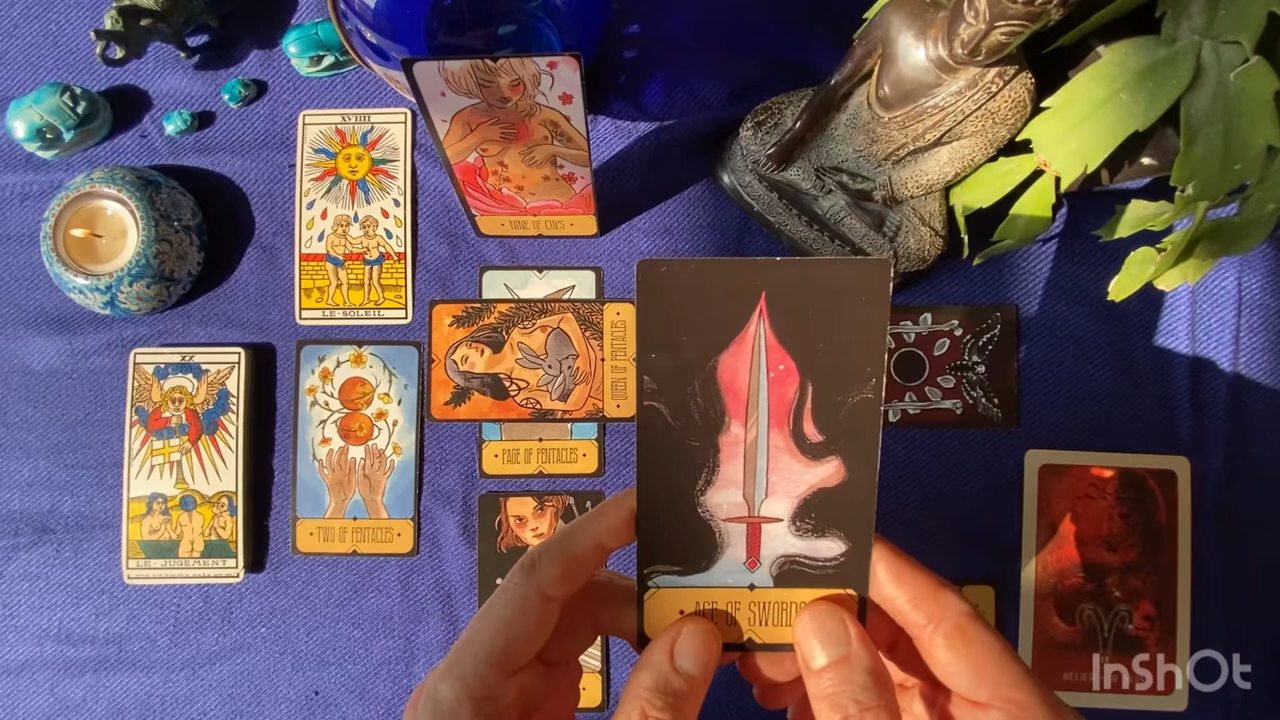 XVIIII
LE·SOLEIL
NINE OF CUPS
QUEEN OF PENTACLES
XX
LE·JUGEMENT
TWO OF PENTACLES
PAGE OF PENTACLES
ACE OF SWORDS
BÉLIER
InShOt